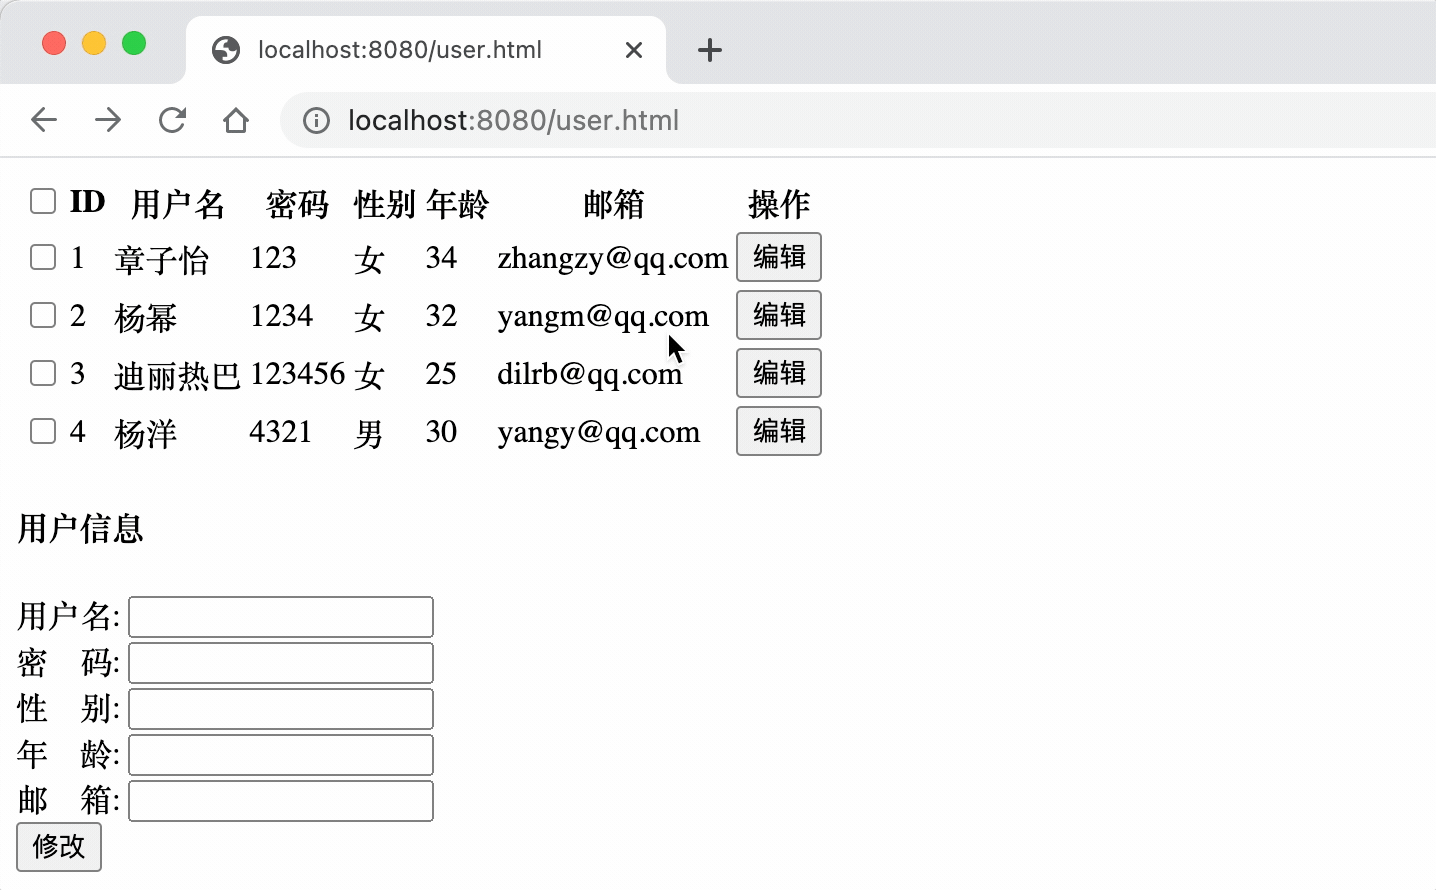 localhost:8080/user.html
localhost:8080/user.html
ID 用户名 密码 性别 年龄 邮箱 操作
1 章子怡 123 女 34 zhangzy@qq.com 编辑
2 杨幂 1234 女 32 yangm@qq.com 编辑
3 迪丽热巴 123456 女 25 dilrb@qq.com 编辑
4 杨洋 4321 男 30 yangy@qq.com 编辑
用户信息
用户名:
密 码:
性 别:
年 龄:
邮 箱:
修改